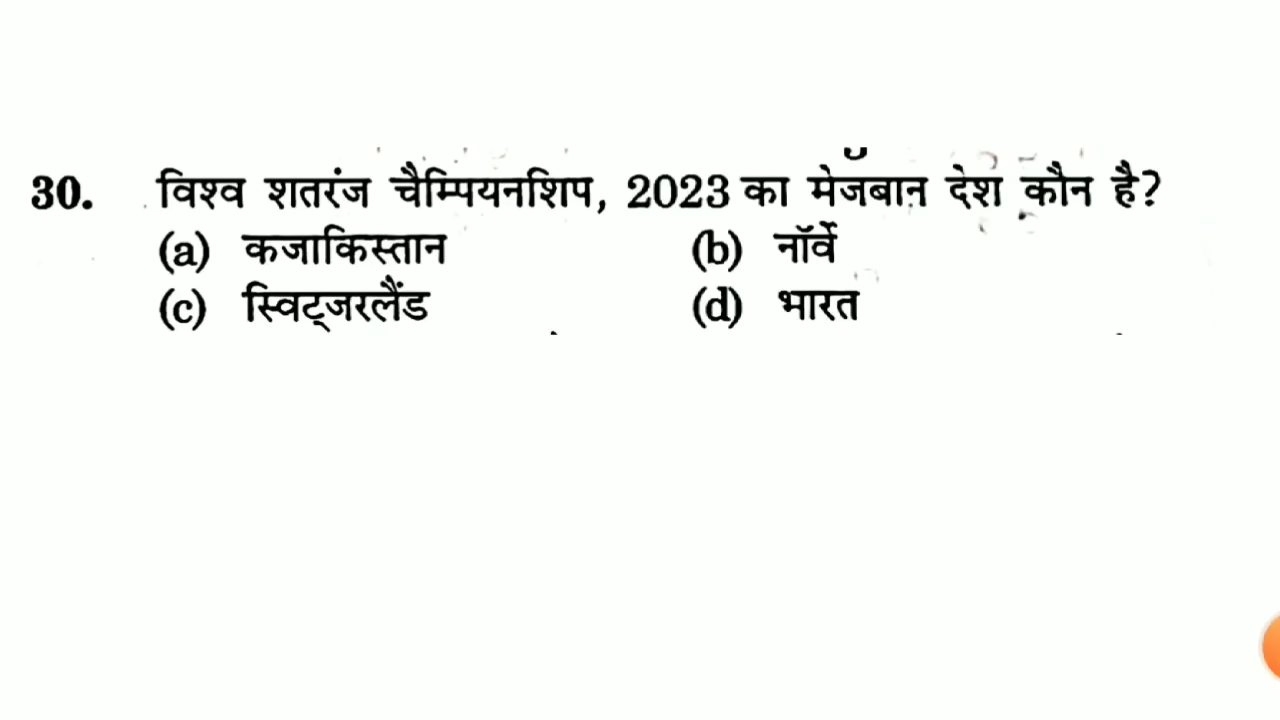 30. विश्व शतरंज चैम्पियनशिप, 2023 का मेजबान देश कौन है?
(a) कजाकिस्तान (b) नॉर्वे
(c) स्विट्जरलैंड (d) भारत